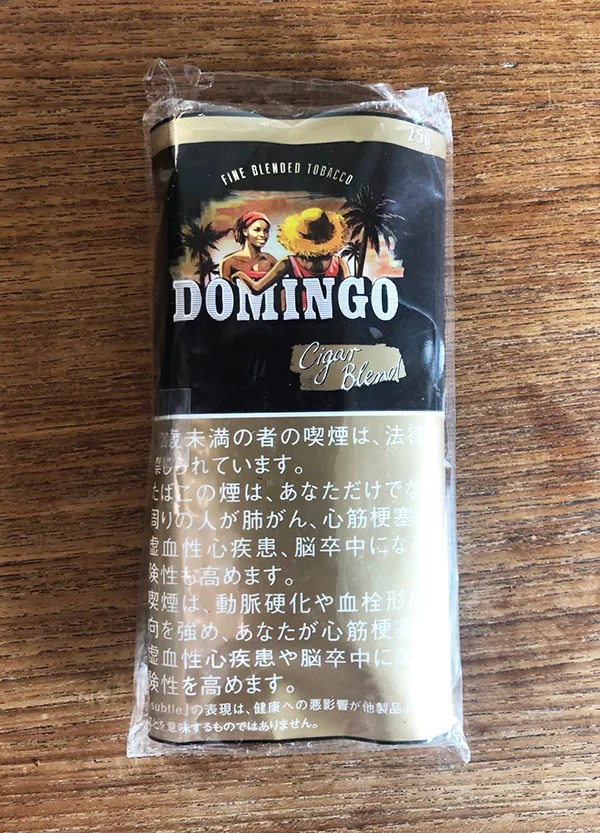 25g
FINE BLENDED TOBACCO
DOMINGO
Cigar
Blend
20歳未満の者の喫煙は、法律
禁じられています。
たばこの煙は、あなただけでな
周りの人が肺がん、心筋梗塞
虚血性心疾患、脳卒中になる
険性も高めます。
喫煙は、動脈硬化や血栓形成
向を強め、あなたが心筋梗塞
虚血性心疾患や脳卒中にな
険性を高めます。
subtle」の表現は、健康への悪影響が他製品よ
ことを意味するものではありません。